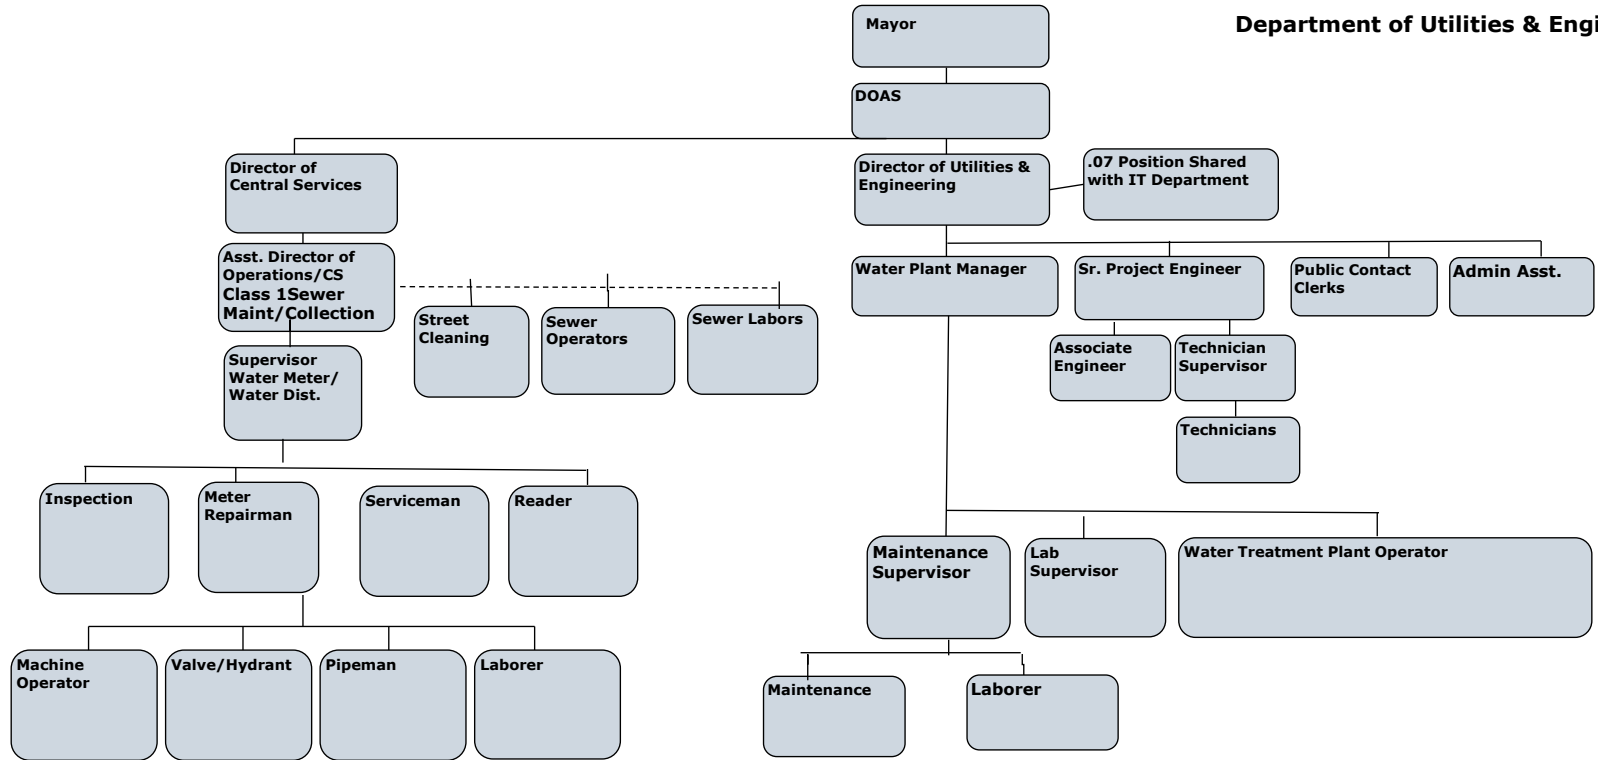 Mayor
Department of Utilities & Engi
DOAS
Director of
Central Services
Director of Utilities &
Engineering
.07 Position Shared
with IT Department
Asst. Director of
Operations/CS
Class 1Sewer
Maint/Collection
Street
Cleaning
Sewer
Operators
Sewer Labors
Water Plant Manager
Sr. Project Engineer
Public Contact
Clerks
Admin Asst.
Supervisor
Water Meter/
Water Dist.
Associate
Engineer
Technician
Supervisor
Technicians
Inspection
Meter
Repairman
Serviceman
Reader
Maintenance
Supervisor
Lab
Supervisor
Water Treatment Plant Operator
Machine
Operator
Valve/Hydrant
Pipeman
Laborer
Maintenance
Laborer